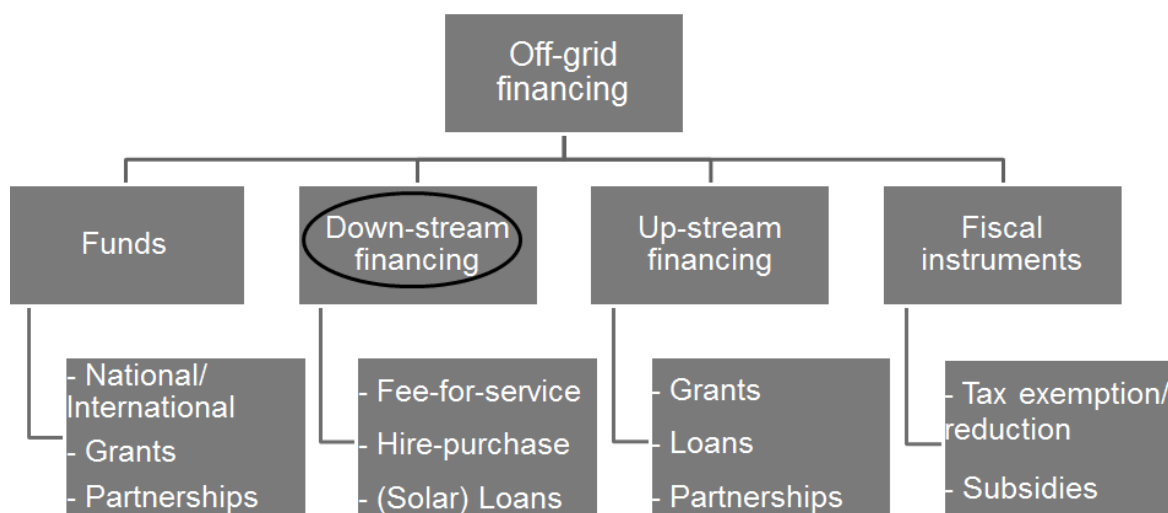 Off-grid
financing
Funds
Down-stream
financing
Up-stream
financing
Fiscal
instruments
- National/
International
- Grants
- Partnerships
- Fee-for-service
- Hire-purchase
- (Solar) Loans
- Grants
- Loans
- Partnerships
- Tax exemption/
reduction
- Subsidies